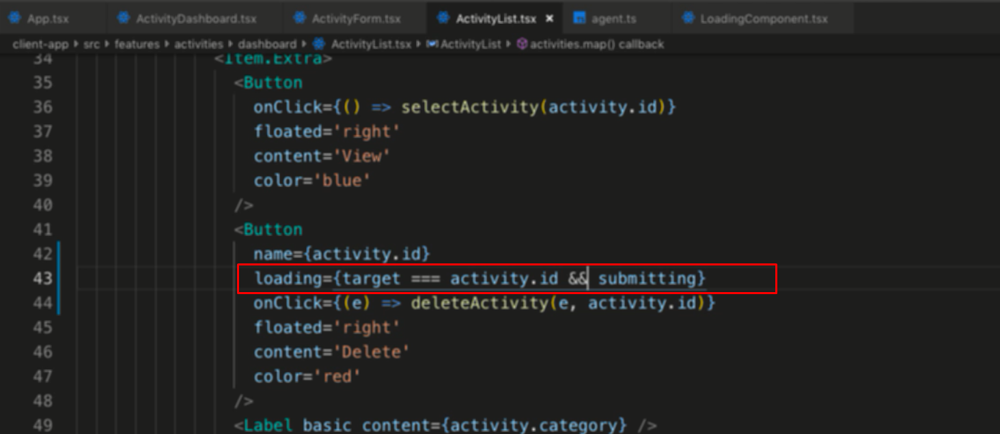 App.tsx ActivityDashboard.tsx ActivityForm.tsx ActivityList.tsx × agent.ts LoadingComponent.tsx
client-app › src › features › activities › dashboard › ActivityList.tsx › ActivityList › activities.map() callback
34 <Item.Extra>
35 <Button
36 onClick={() => selectActivity(activity.id)}
37 floated='right'
38 content='View'
39 color='blue'
40 />
41 <Button
42 name={activity.id}
43 loading={target === activity.id && submitting}
44 onClick={(e) => deleteActivity(e, activity.id)}
45 floated='right'
46 content='Delete'
47 color='red'
48 />
49 <Label basic content={activity.category} />